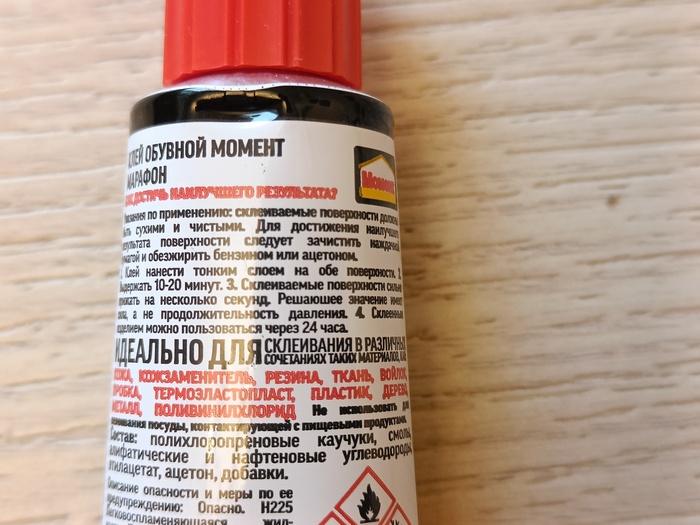 КЛЕЙ ОБУВНОЙ МОМЕНТ
МАРАФОН
КАК ДОСТИЧЬ НАИЛУЧШЕГО РЕЗУЛЬТАТА?
Момент
Указания по применению: склеиваемые поверхности должны
быть сухими и чистыми. Для достижения наилучшего
результата поверхности следует зачистить наждачной
бумагой и обезжирить бензином или ацетоном.
1. Клей нанести тонким слоем на обе поверхности. 2.
Выдержать 10-20 минут. 3. Склеиваемые поверхности сильно
прижать на несколько секунд. Решающее значение имеет
сила, а не продолжительность давления. 4. Склеенным
изделием можно пользоваться через 24 часа.
ИДЕАЛЬНО ДЛЯ СКЛЕИВАНИЯ В РАЗЛИЧНЫХ
СОЧЕТАНИЯХ ТАКИХ МАТЕРИАЛОВ, КАК:
КОЖА, КОЖЗАМЕНИТЕЛЬ, РЕЗИНА, ТКАНЬ, ВОЙЛОК,
ПРОБКА, ТЕРМОЭЛАСТОПЛАСТ, ПЛАСТИК, ДЕРЕВО,
МЕТАЛЛ, ПОЛИВИНИЛХЛОРИД Не использовать для
склеивания посуды, контактирующей с пищевыми продуктами.
Состав: полихлоропреновые каучуки, смолы,
алифатические и нафтеновые углеводороды,
этилацетат, ацетон, добавки.
Описание опасности и меры по ее
предупреждению: Опасно. H225
Легковоспламеняющаяся жид-